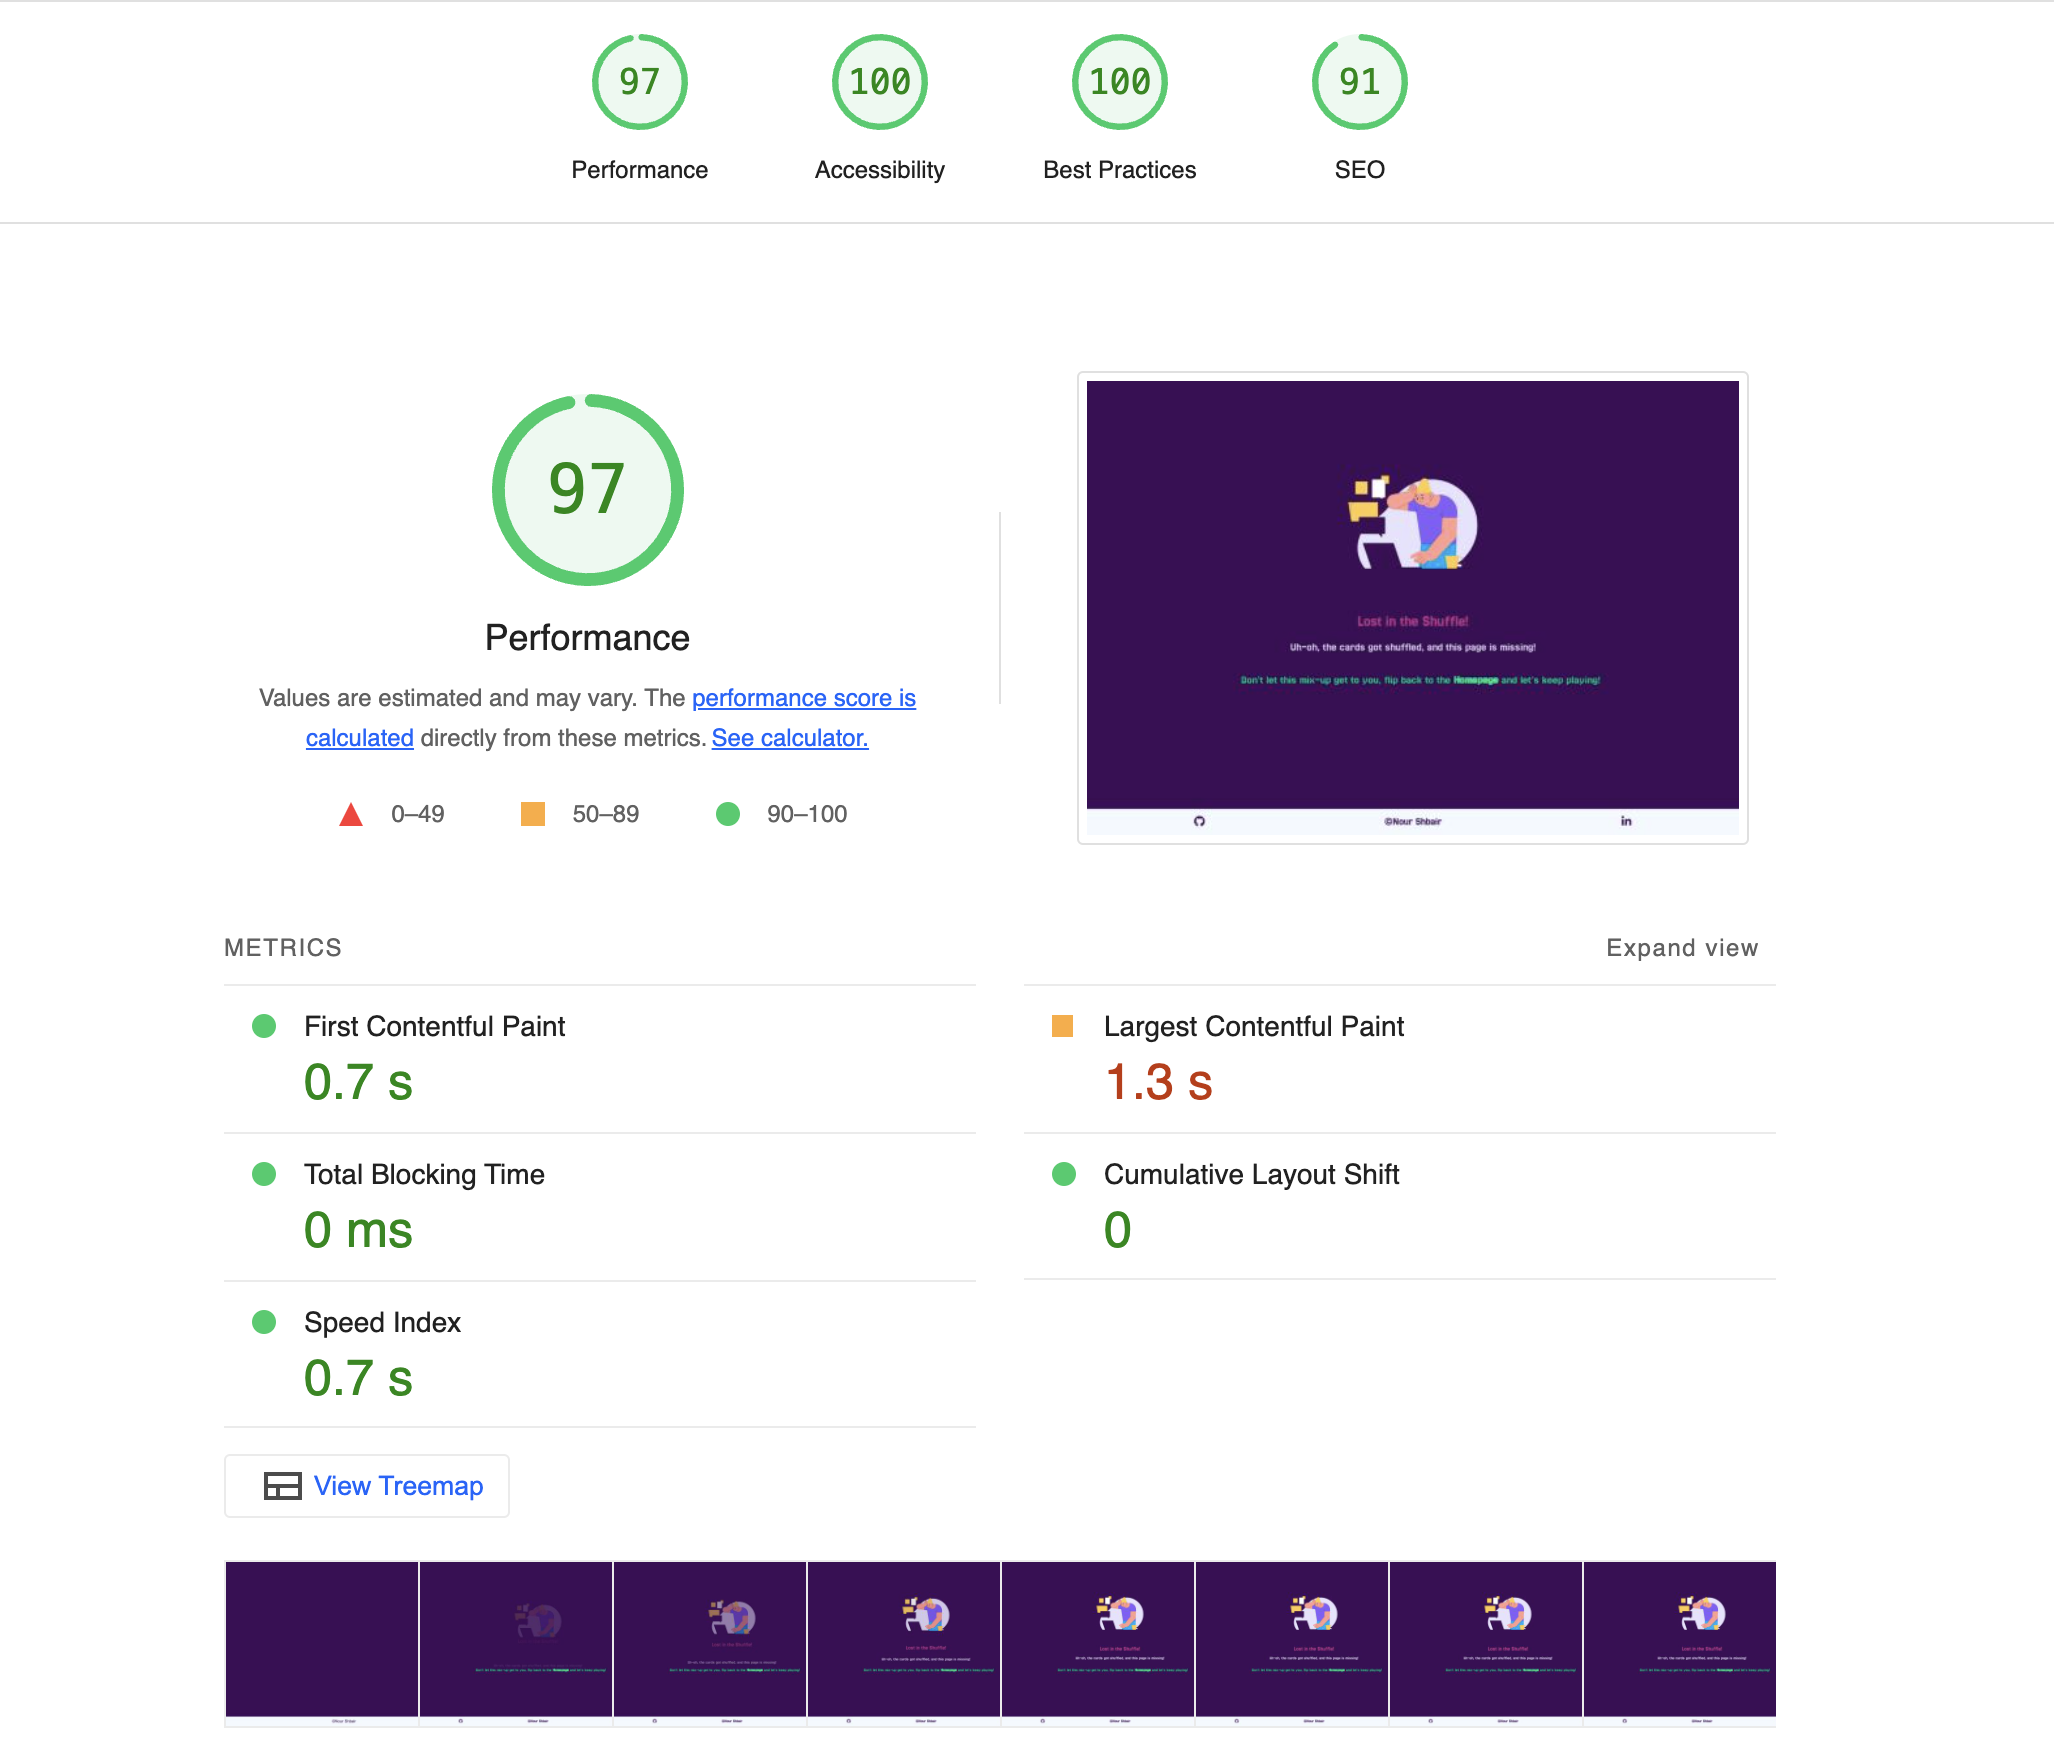 97
100
100
91
Performance
Accessibility
Best Practices
SEO
97
Performance
Values are estimated and may vary. The performance score is
calculated directly from these metrics. See calculator.
0–49
50–89
90–100
Lost in the Shuffle!
Uh-oh, the cards got shuffled, and this page is missing!
Don't let this mix-up get to you, flip back to the Homepage and let's keep playing!
©Nour Shbair
in
METRICS
Expand view
First Contentful Paint
0.7 s
Largest Contentful Paint
1.3 s
Total Blocking Time
0 ms
Cumulative Layout Shift
0
Speed Index
0.7 s
View Treemap